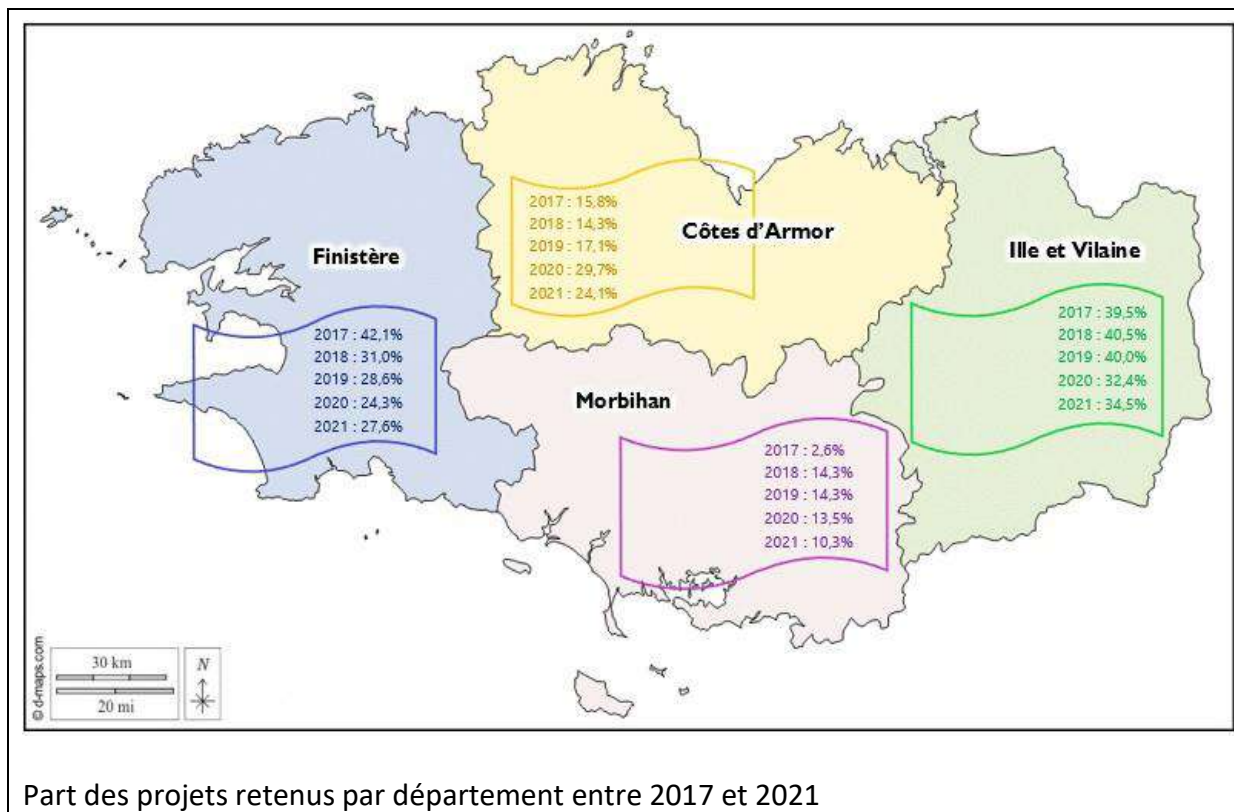 2017 : 15,8%
2018 : 14,3%
2019 : 17,1%
2020 : 29,7%
2021 : 24,1%
Côtes d'Armor
Finistère
Ille et Vilaine
2017 : 42,1%
2018 : 31,0%
2019 : 28,6%
2020 : 24,3%
2021 : 27,6%
2017 : 39,5%
2018 : 40,5%
2019 : 40,0%
2020 : 32,4%
2021 : 34,5%
Morbihan
2017 : 2,6%
2018 : 14,3%
2019 : 14,3%
2020 : 13,5%
2021 : 10,3%
© d-maps.com
30 km
20 mi
N
Part des projets retenus par département entre 2017 et 2021